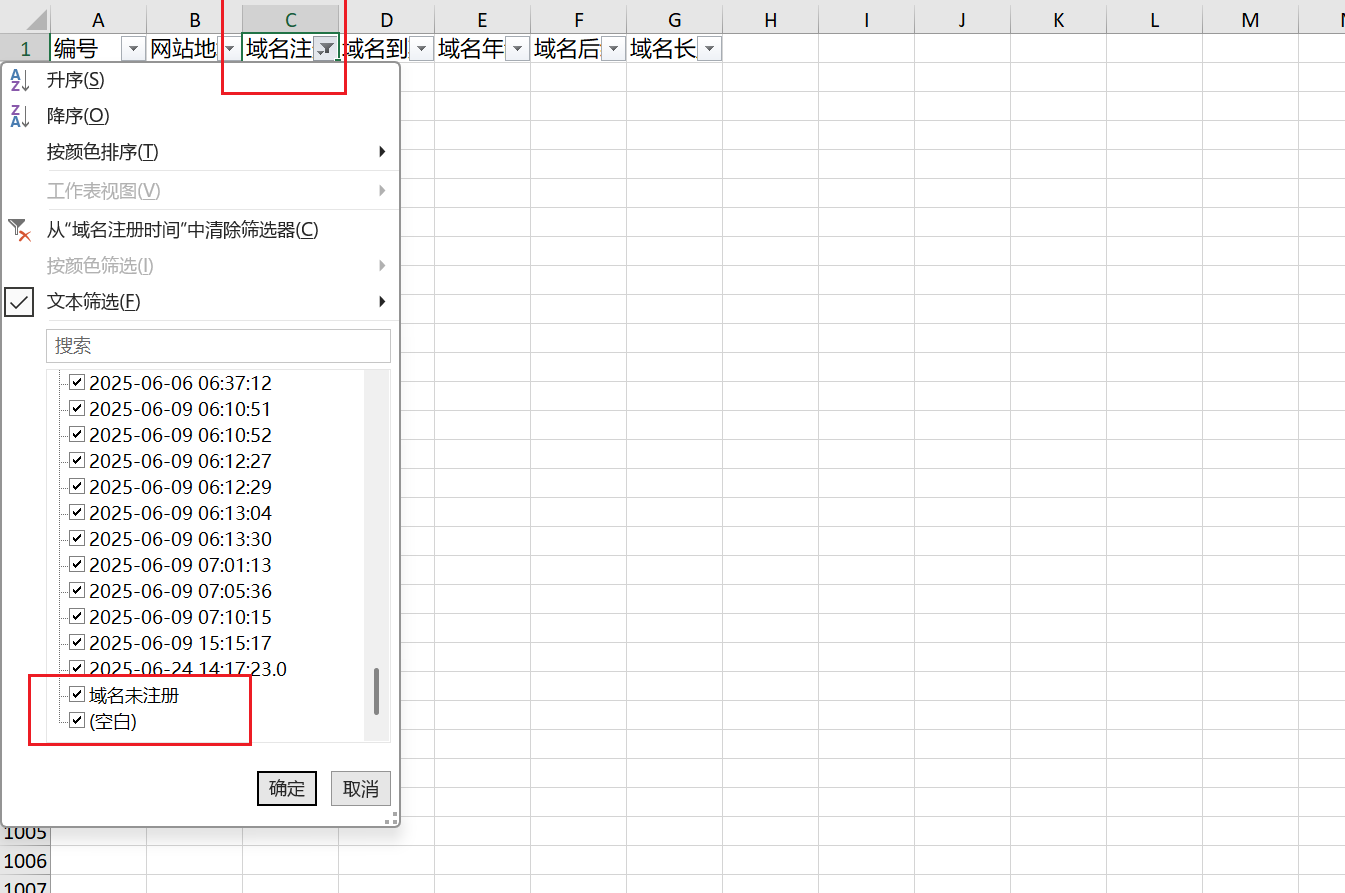 A B C D E F G H I J K L M
1 编号 网站地 域名注 域名到 域名年 域名后 域名长
升序(S)
降序(O)
按颜色排序(T)
工作表视图(V)
从“域名注册时间”中清除筛选器(C)
按颜色筛选(I)
文本筛选(F)
搜索
2025-06-06 06:37:12
2025-06-09 06:10:51
2025-06-09 06:10:52
2025-06-09 06:12:27
2025-06-09 06:12:29
2025-06-09 06:13:04
2025-06-09 06:13:30
2025-06-09 07:01:13
2025-06-09 07:05:36
2025-06-09 07:10:15
2025-06-09 15:15:17
2025-06-24 14:17:23.0
域名未注册
(空白)
确定 取消
1005
1006
1007